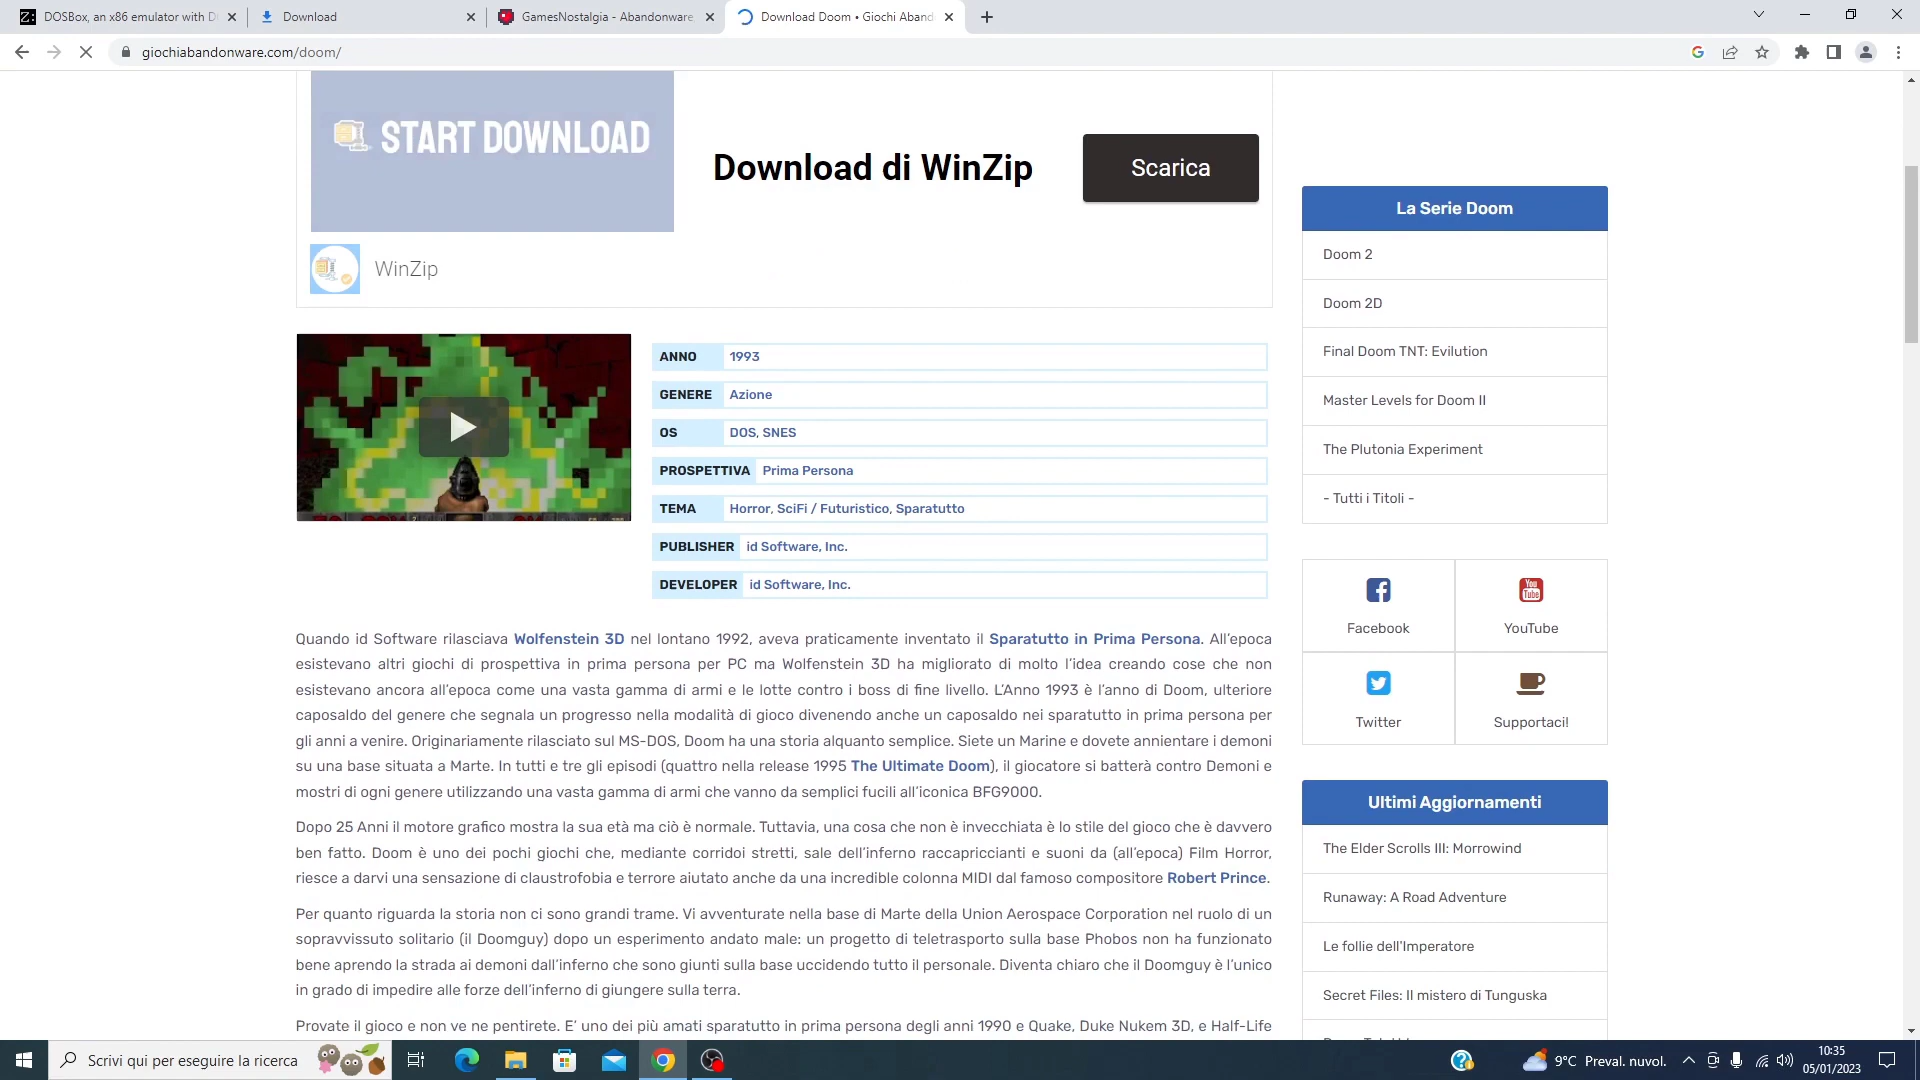 DOSBox, an x86 emulator with D
Download
GamesNostalgia - Abandonware,
Download Doom • Giochi Aband
giochiabandonware.com/doom/
START DOWNLOAD
Download di WinZip
Scarica
WinZip
ANNO 1993
GENERE Azione
OS DOS, SNES
PROSPETTIVA Prima Persona
TEMA Horror, SciFi / Futuristico, Sparatutto
PUBLISHER id Software, Inc.
DEVELOPER id Software, Inc.
Quando id Software rilasciava Wolfenstein 3D nel lontano 1992, aveva praticamente inventato il Sparatutto in Prima Persona. All’epoca
esistevano altri giochi di prospettiva in prima persona per PC ma Wolfenstein 3D ha migliorato di molto l’idea creando cose che non
esistevano ancora all’epoca come una vasta gamma di armi e le lotte contro i boss di fine livello. L’Anno 1993 è l’anno di Doom, ulteriore
caposaldo del genere che segnala un progresso nella modalità di gioco divenendo anche un caposaldo nei sparatutto in prima persona per
gli anni a venire. Originariamente rilasciato sul MS-DOS, Doom ha una storia alquanto semplice. Siete un Marine e dovete annientare i demoni
su una base situata a Marte. In tutti e tre gli episodi (quattro nella release 1995 The Ultimate Doom), il giocatore si batterà contro Demoni e
mostri di ogni genere utilizzando una vasta gamma di armi che vanno da semplici fucili all’iconica BFG9000.
Dopo 25 Anni il motore grafico mostra la sua età ma ciò è normale. Tuttavia, una cosa che non è invecchiata è lo stile del gioco che è davvero
ben fatto. Doom è uno dei pochi giochi che, mediante corridoi stretti, sale dell’inferno raccapriccianti e suoni da (all’epoca) Film Horror,
riesce a darvi una sensazione di claustrofobia e terrore aiutato anche da una incredible colonna MIDI dal famoso compositore Robert Prince.
Per quanto riguarda la storia non ci sono grandi trame. Vi avventurate nella base di Marte della Union Aerospace Corporation nel ruolo di un
sopravvissuto solitario (il Doomguy) dopo un esperimento andato male: un progetto di teletrasporto sulla base Phobos non ha funzionato
bene aprendo la strada ai demoni dall’inferno che sono giunti sulla base uccidendo tutto il personale. Diventa chiaro che il Doomguy è l’unico
in grado di impedire alle forze dell’inferno di giungere sulla terra.
Provate il gioco e non ve ne pentirete. E’ uno dei più amati sparatutto in prima persona degli anni 1990 e Quake, Duke Nukem 3D, e Half-Life
La Serie Doom
Doom 2
Doom 2D
Final Doom TNT: Evilution
Master Levels for Doom II
The Plutonia Experiment
- Tutti i Titoli -
Facebook
YouTube
Twitter
Supportaci!
Ultimi Aggiornamenti
The Elder Scrolls III: Morrowind
Runaway: A Road Adventure
Le follie dell’Imperatore
Secret Files: Il mistero di Tunguska
Scrivi qui per eseguire la ricerca
9°C Preval. nuvol.
10:35
05/01/2023